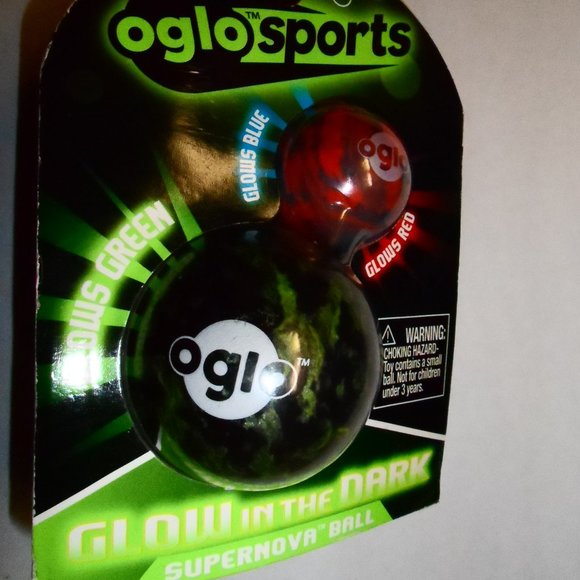 oglo™sports
GLOWS BLUE
oglo
GLOWS RED
GLOWS GREEN
oglo™
WARNING:
CHOKING HAZARD-
Toy contains a small
ball. Not for children
under 3 years.
GLOW IN THE DARK
SUPERNOVA™ BALL